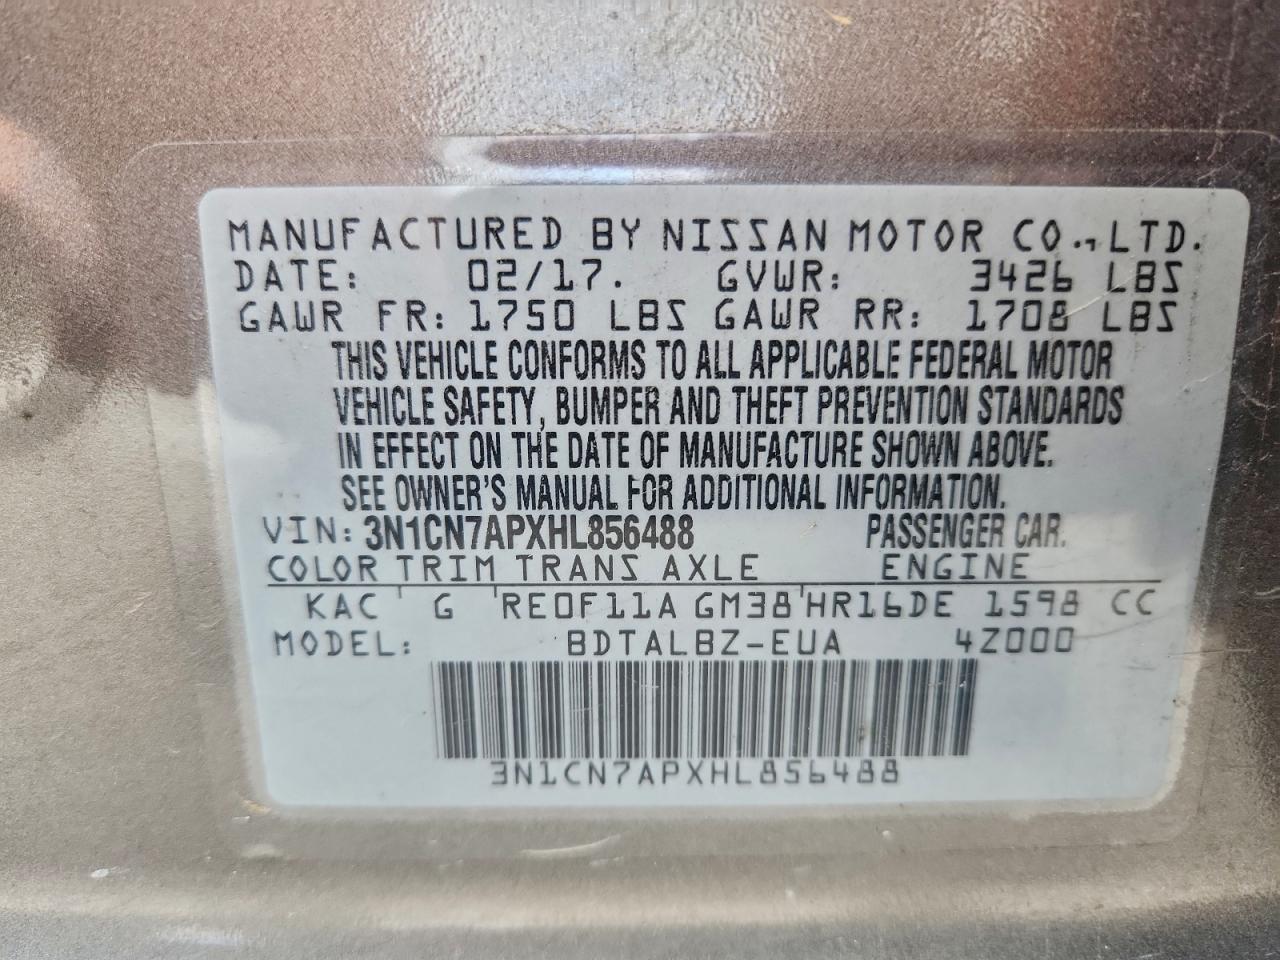 MANUFACTURED BY NISSAN MOTOR CO., LTD.
DATE: 02/17. GVWR: 3426 LBS
GAWR FR: 1750 LBS GAWR RR: 1708 LBS
THIS VEHICLE CONFORMS TO ALL APPLICABLE FEDERAL MOTOR
VEHICLE SAFETY, BUMPER AND THEFT PREVENTION STANDARDS
IN EFFECT ON THE DATE OF MANUFACTURE SHOWN ABOVE.
SEE OWNER'S MANUAL FOR ADDITIONAL INFORMATION.
VIN: 3N1CN7APXHL856488 PASSENGER CAR.
COLOR TRIM TRANS AXLE ENGINE
KAC ' G 'RE0F11A GM38'HR16DE 1598 CC
MODEL: BDTALBZ-EUA 4Z000
3N1CN7APXHL856488